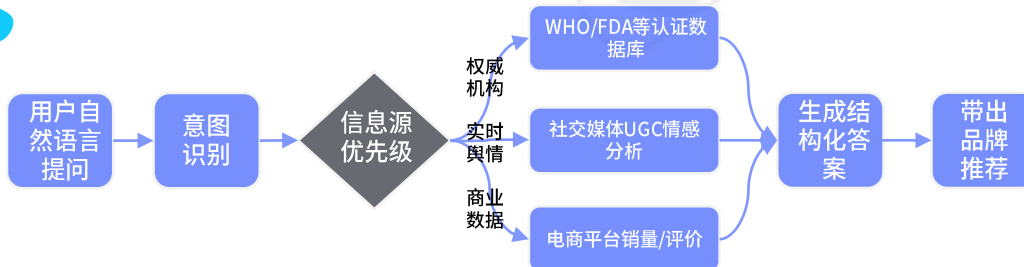 用户自
然语言
提问
意图
识别
信息源
优先级
权威
机构
实时
舆情
商业
数据
WHO/FDA等认证数
据库
社交媒体UGC情感
分析
电商平台销量/评价
生成结
构化答
案
带出
品牌
推荐